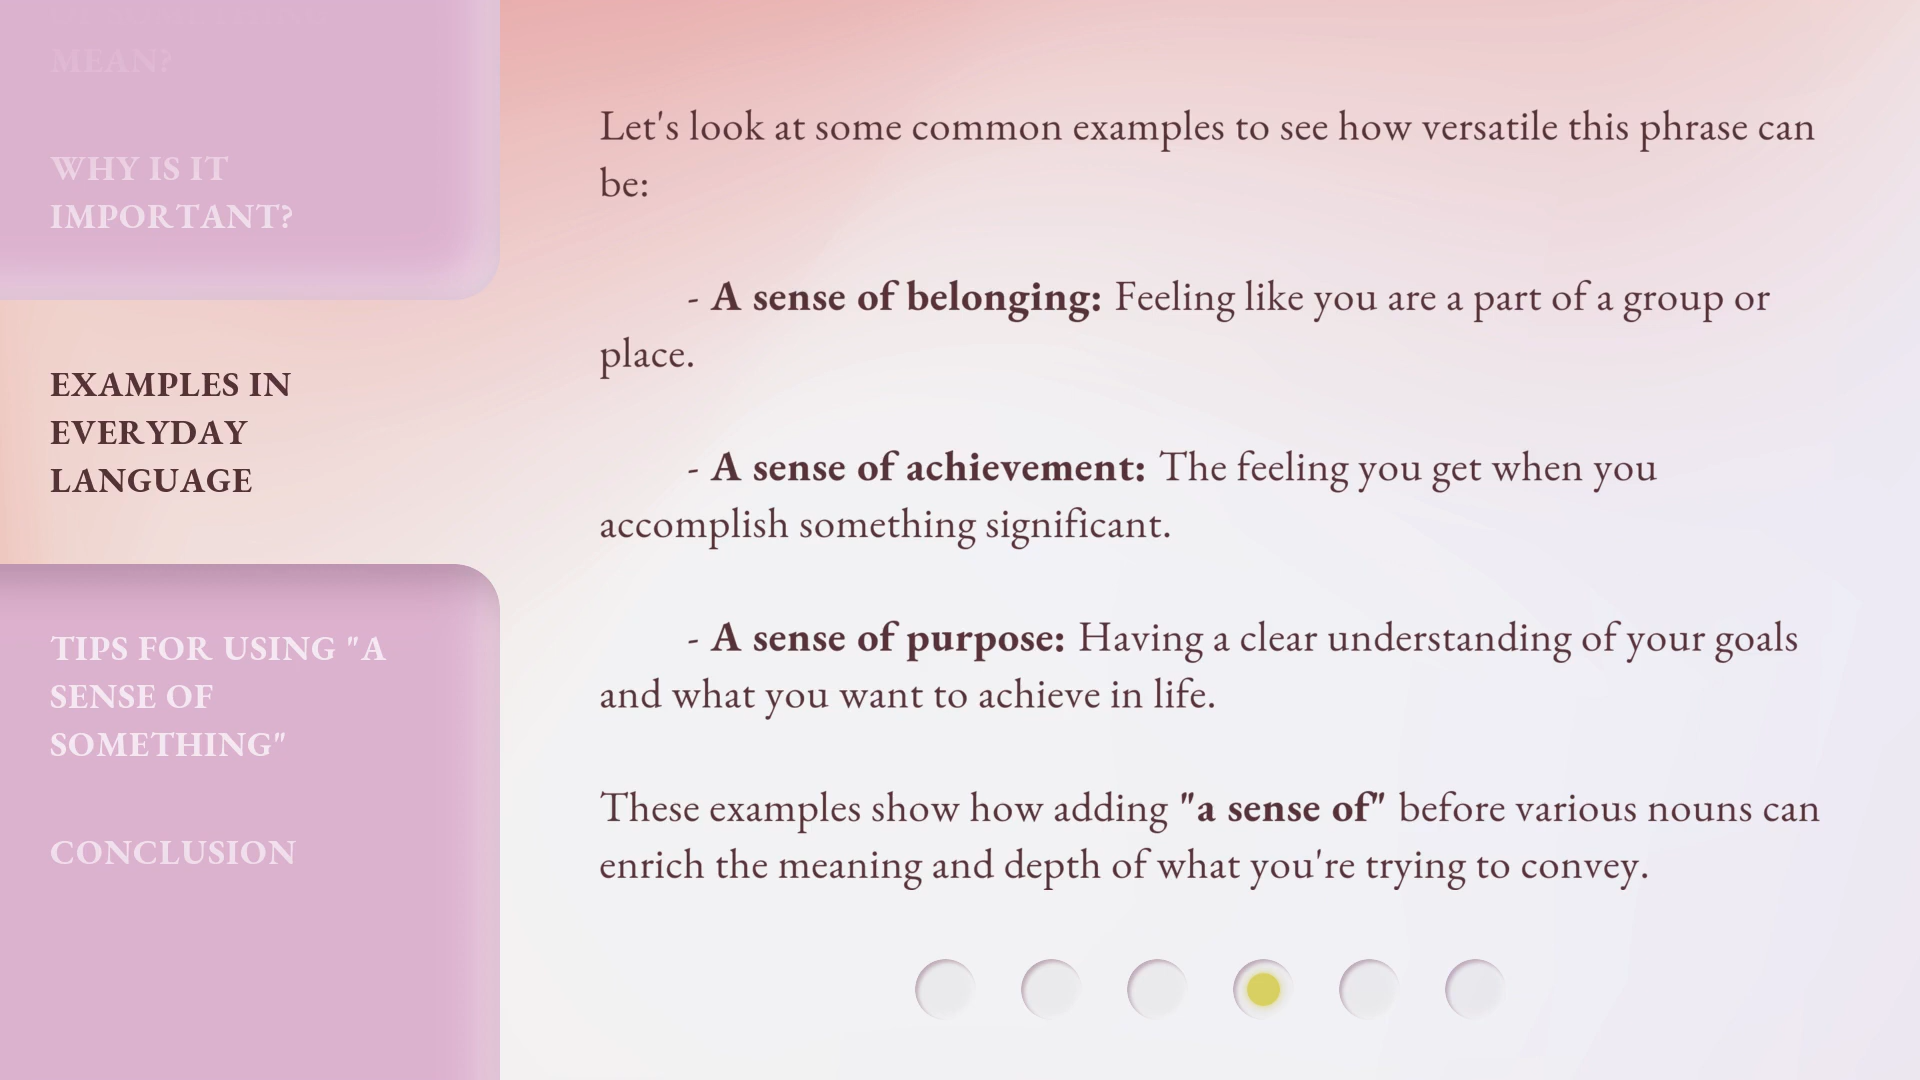 MEAN?
WHY IS IT
IMPORTANT?
EXAMPLES IN
EVERYDAY
LANGUAGE
TIPS FOR USING "A
SENSE OF
SOMETHING"
CONCLUSION
Let's look at some common examples to see how versatile this phrase can
be:
- A sense of belonging: Feeling like you are a part of a group or
place.
- A sense of achievement: The feeling you get when you
accomplish something significant.
- A sense of purpose: Having a clear understanding of your goals
and what you want to achieve in life.
These examples show how adding "a sense of" before various nouns can
enrich the meaning and depth of what you're trying to convey.